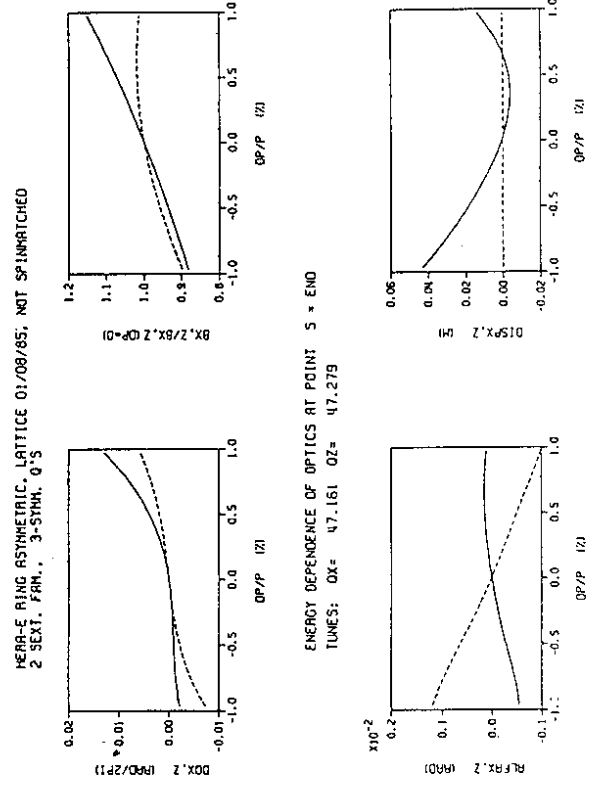 HERA-E RING ASYMMETRIC, LATTICE 01/08/85, NOT SPINMATCHED
2 SEXT. FAM., 3-SYMM. Q'S
0.02
0.01
0.00
-0.01
-1.0
-0.5
0.0
0.5
1.0
DP/P (%)
DQX,Z (RAD/2PI)
1.2
1.1
1.0
0.9
0.8
-1.0
-0.5
0.0
0.5
1.0
DP/P (%)
BX,Z/BX,Z(DP=0)
ENERGY DEPENDENCE OF OPTICS AT POINT S = END
TUNES: QX= 47.161 QZ= 47.279
X10-2
0.2
0.1
0.0
-0.1
-0.5
0.0
0.5
1.0
DP/P (%)
ALFAX,Z (RAD)
0.06
0.04
0.02
0.00
-0.02
-1.0
-0.5
0.0
0.5
1.0
DP/P (%)
DISPX,Z (M)